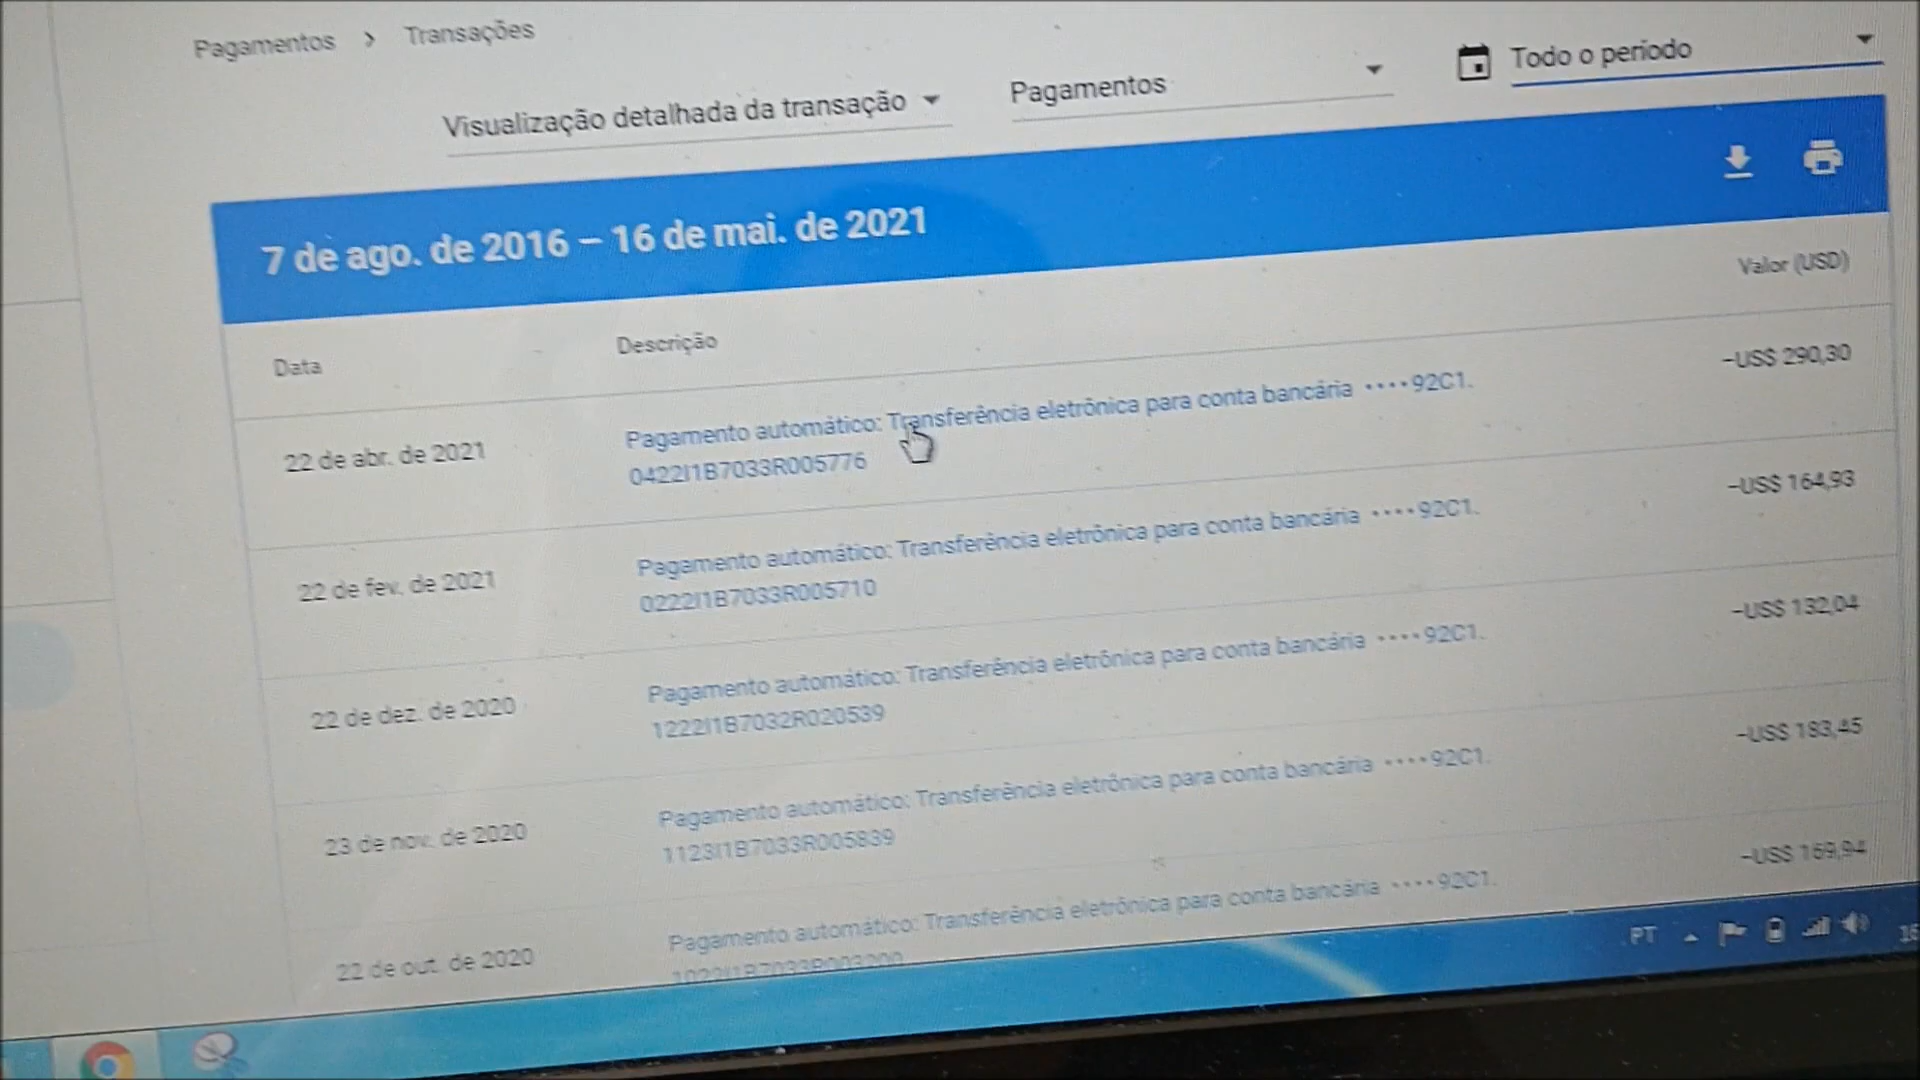 Pagamentos > Transações
Visualização detalhada da transação
Pagamentos
Todo o período
7 de ago. de 2016 – 16 de mai. de 2021
Data
Descrição
Valor (USD)
22 de abr. de 2021
Pagamento automático: Transferência eletrônica para conta bancária ••••92C1.
0422I1B7033R005776
−US$ 290,30
22 de fev. de 2021
Pagamento automático: Transferência eletrônica para conta bancária ••••92C1.
0222I1B7033R005710
−US$ 164,93
22 de dez. de 2020
Pagamento automático: Transferência eletrônica para conta bancária ••••92C1.
1222I1B7032R020539
−US$ 132,04
23 de nov. de 2020
Pagamento automático: Transferência eletrônica para conta bancária ••••92C1.
1123I1B7033R005839
−US$ 183,45
22 de out. de 2020
Pagamento automático: Transferência eletrônica para conta bancária ••••92C1.
−US$ 159,94
PT